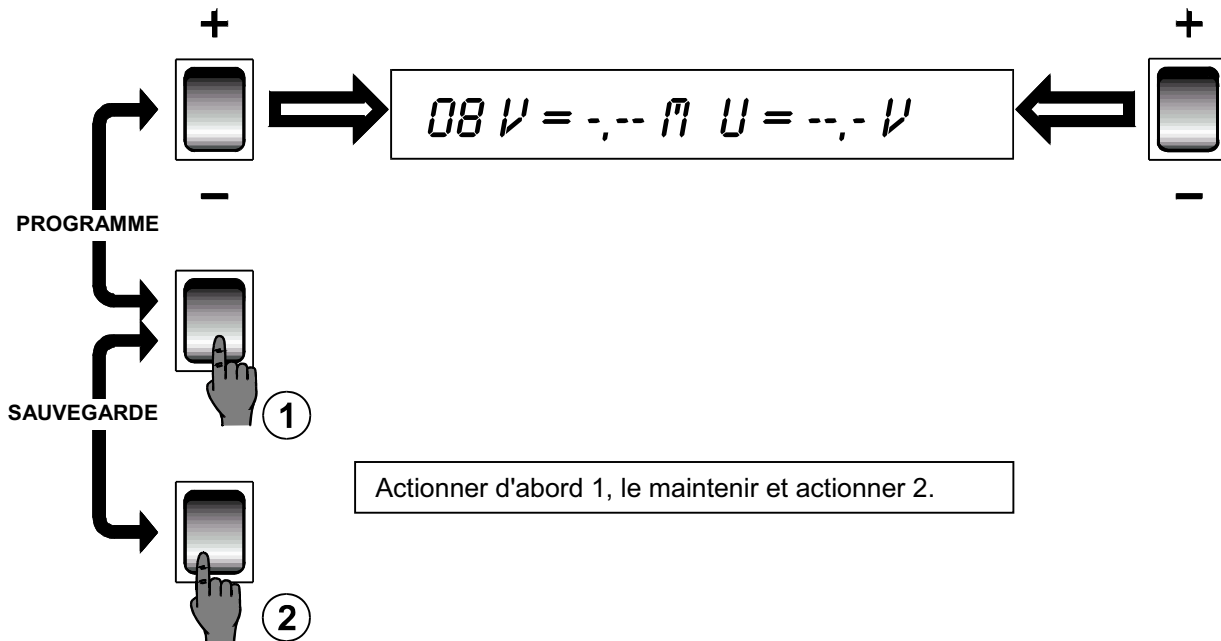 + +
08 V = -,-- M U = --,- V
− −
PROGRAMME
SAUVEGARDE
1
Actionner d'abord 1, le maintenir et actionner 2.
2